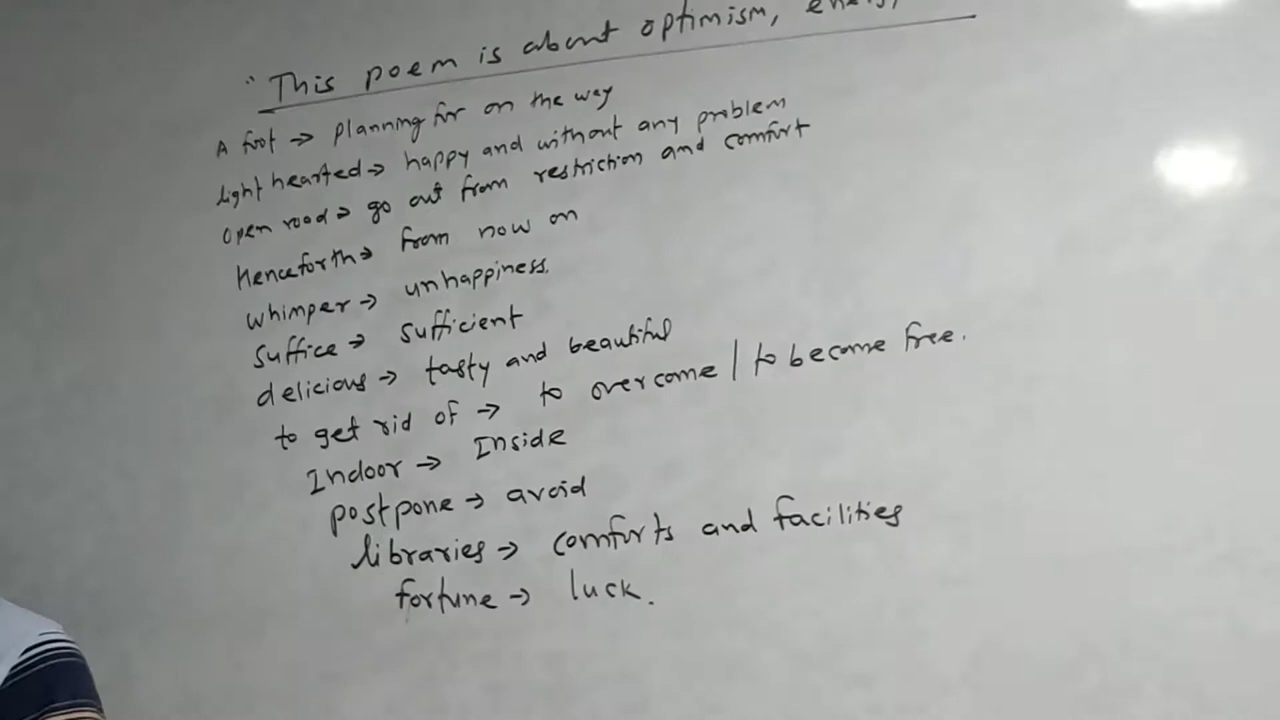 "This poem is about optimism,
A foot → planning for on the way
light hearted → happy and without any problem
open road → go out from restriction and comfort
Henceforth → from now on
whimper → unhappiness.
suffice → sufficient
delicious → tasty and beautiful
to get rid of → to overcome / to become free.
Indoor → Inside
postpone → avoid
libraries → comforts and facilities
fortune → luck.